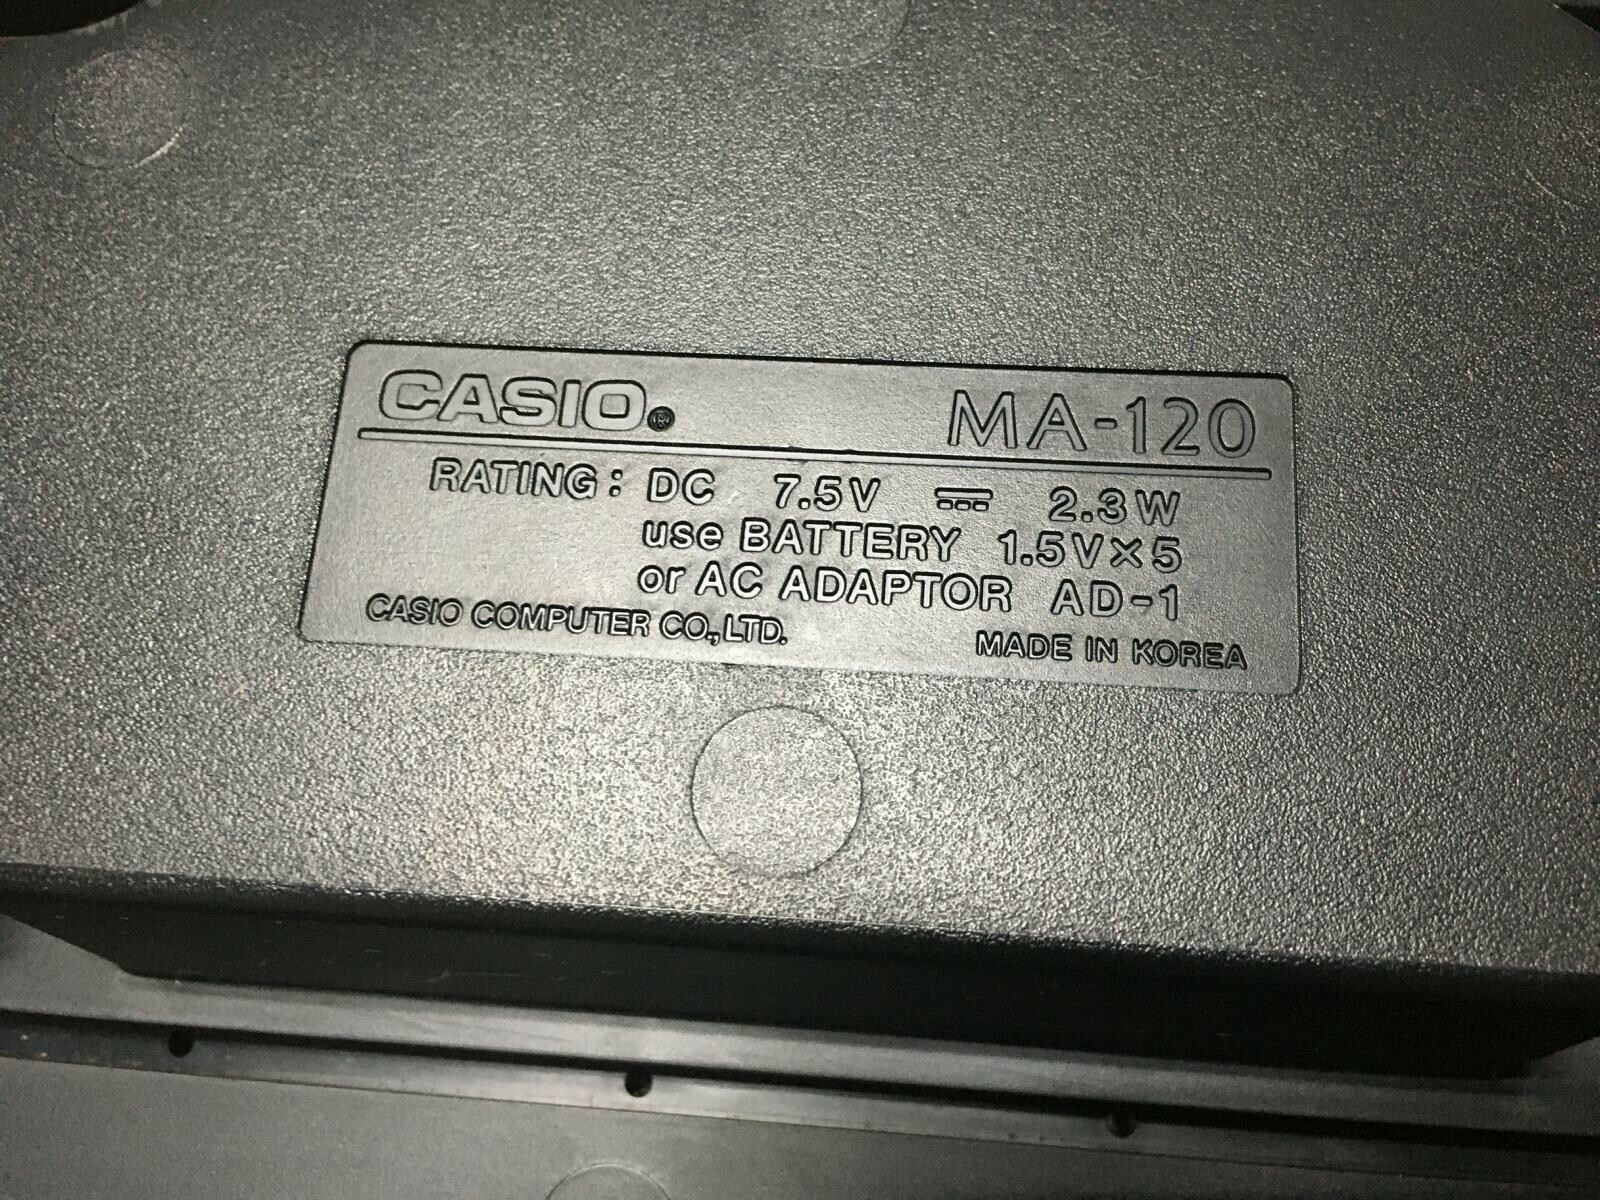 CASIO® MA-120
RATING: DC 7.5V ⎓ 2.3W
use BATTERY 1.5V×5
or AC ADAPTOR AD-1
CASIO COMPUTER CO.,LTD. MADE IN KOREA